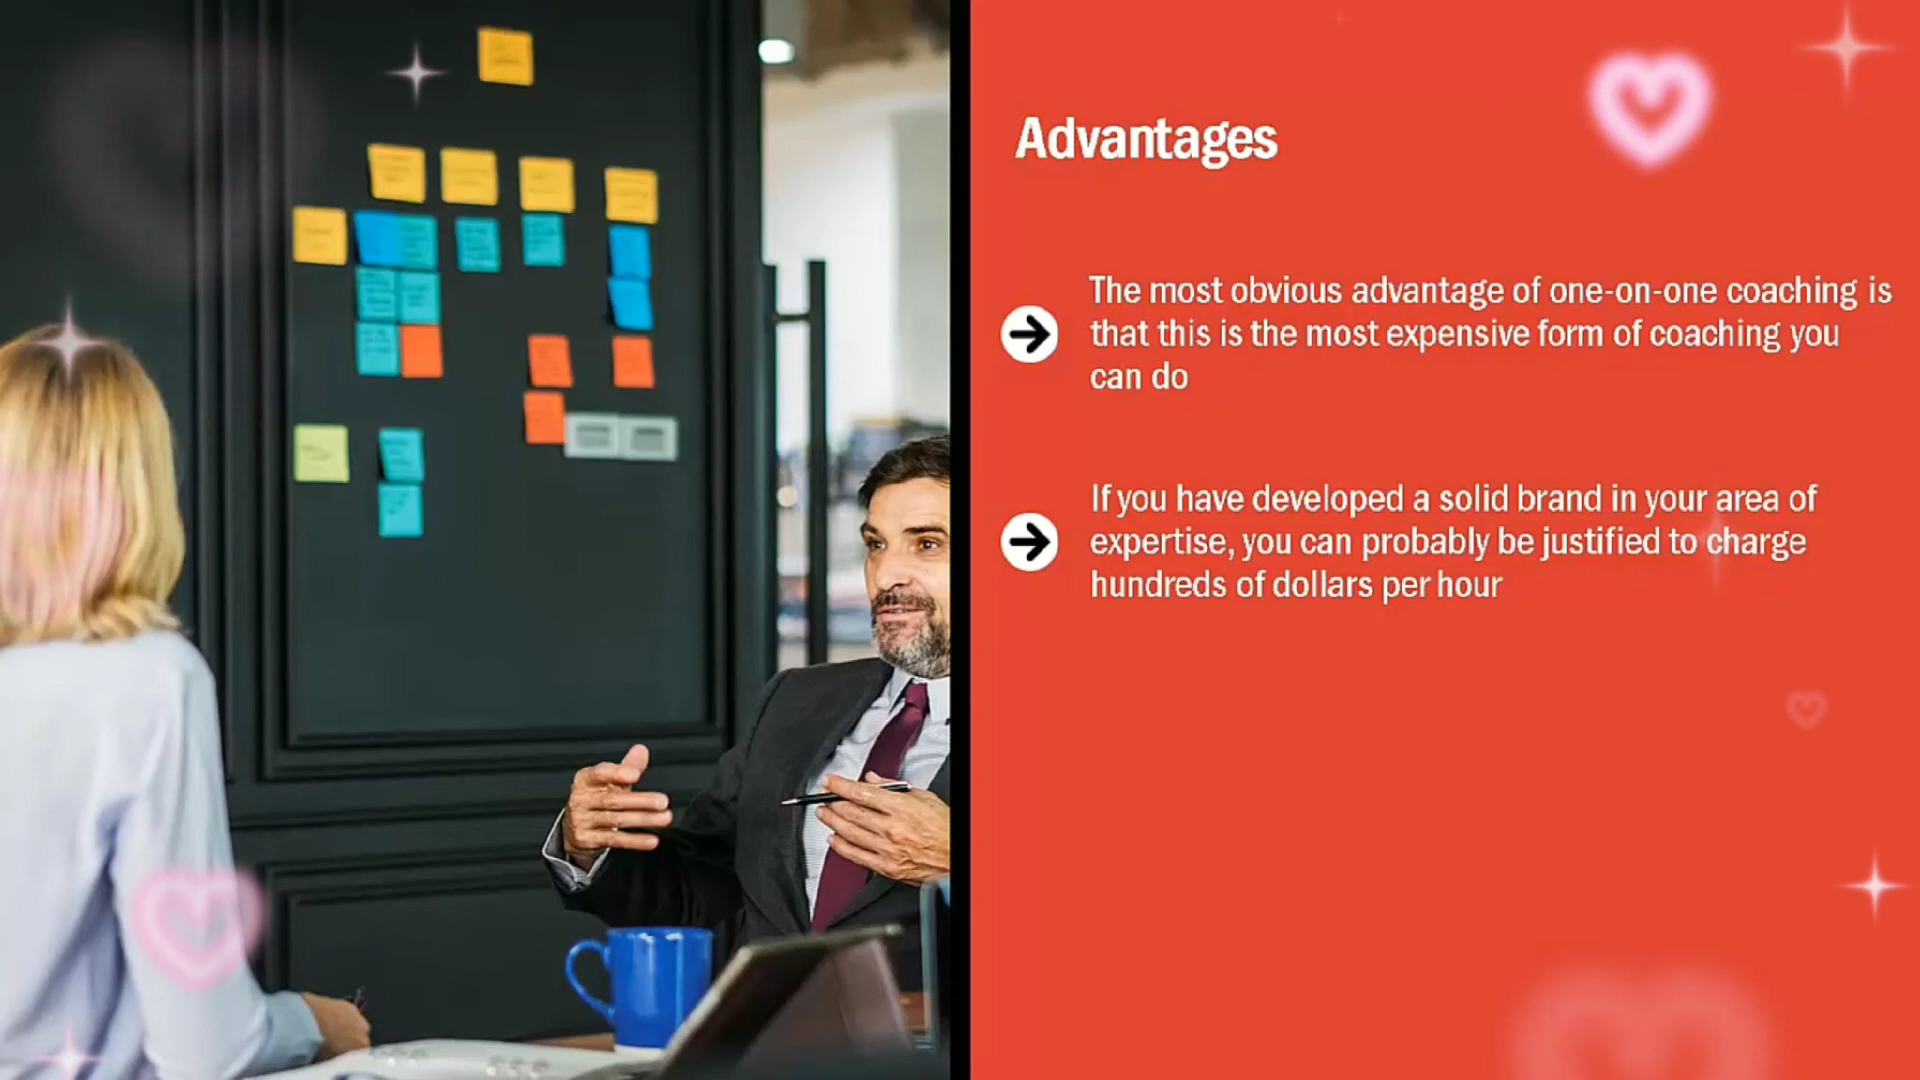 Advantages
The most obvious advantage of one-on-one coaching is
that this is the most expensive form of coaching you
can do
If you have developed a solid brand in your area of
expertise, you can probably be justified to charge
hundreds of dollars per hour